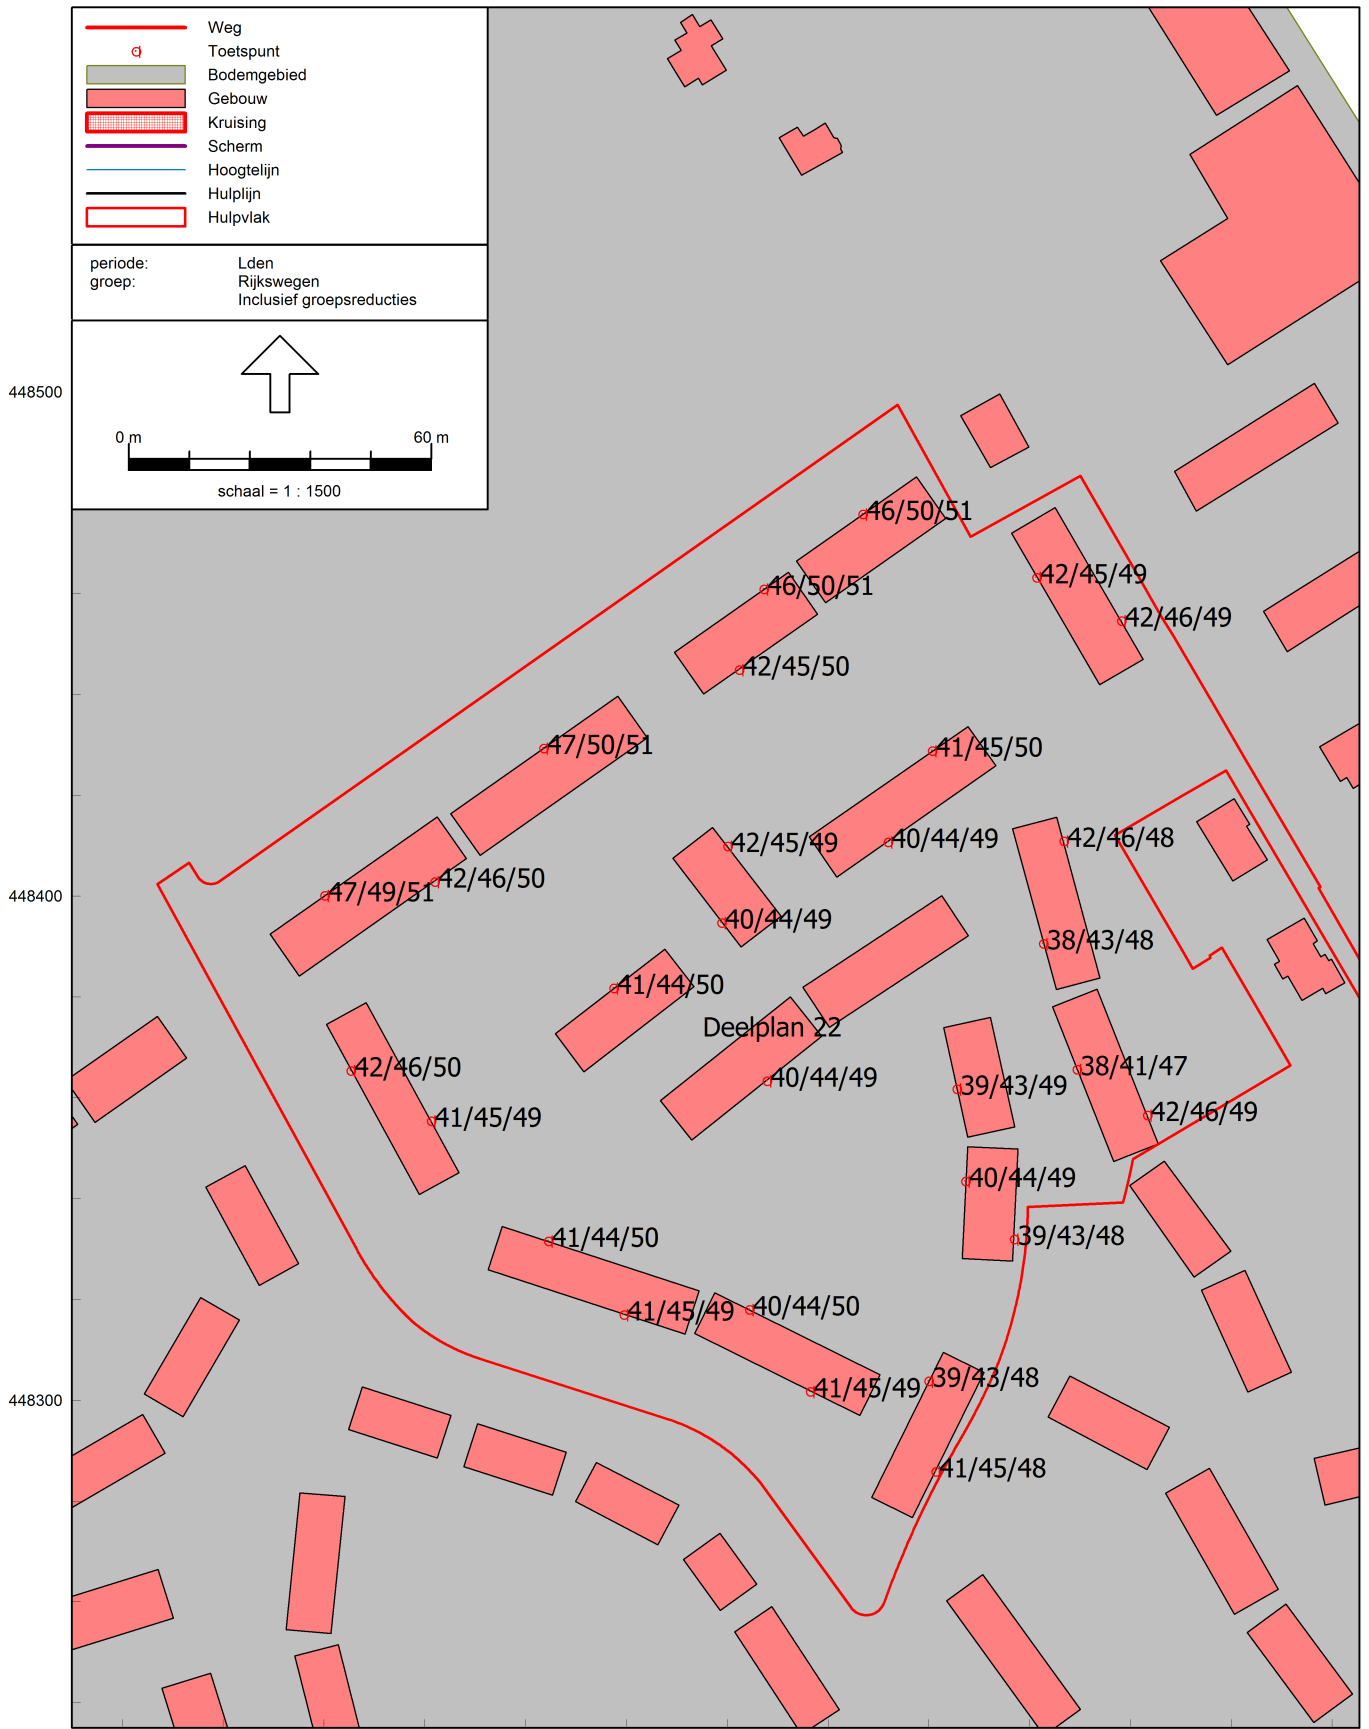 Weg
Toetspunt
Bodemgebied
Gebouw
Kruising
Scherm
Hoogtelijn
Hulplijn
Hulpvlak
periode: Lden
groep: Rijkswegen
Inclusief groepsreducties
0 m 60 m
schaal = 1 : 1500
448500
46/50/51
42/45/49
46/50/51
42/46/49
42/45/50
47/50/51
41/45/50
42/45/49
40/44/49
42/46/48
42/46/50
47/49/51
448400
40/44/49
38/43/48
41/44/50
Deelplan 22
42/46/50
40/44/49
39/43/49
38/41/47
41/45/49
42/46/49
40/44/49
41/44/50
39/43/48
41/45/49
40/44/50
39/43/48
41/45/49
448300
41/45/48